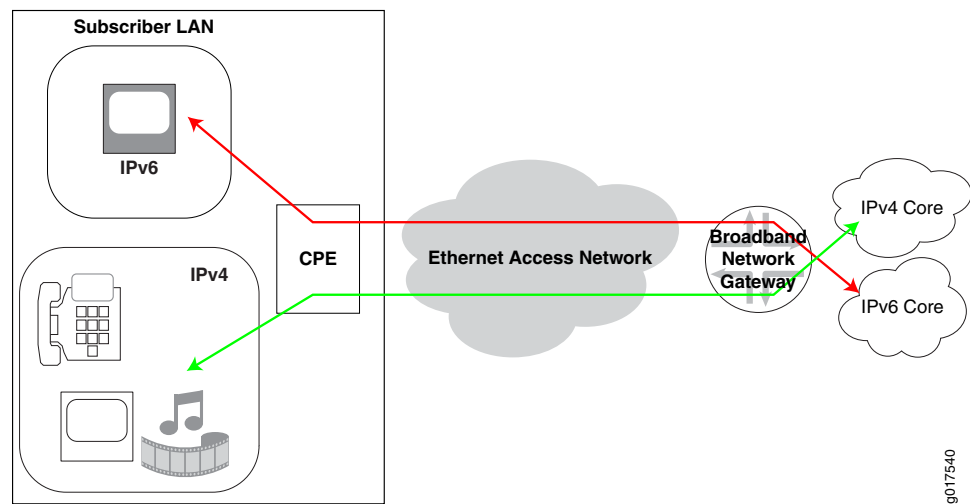 Subscriber LAN
IPv6
IPv4
CPE
Ethernet Access Network
Broadband
Network
Gateway
IPv4 Core
IPv6 Core
g017540